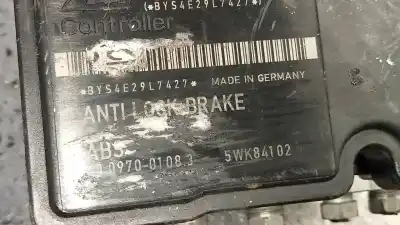 *BYS4E29L7427*
Controller
*BYS4E29L7427*
MADE IN GERMANY
ANTI LOCK BRAKE
ABS
0970-0108.3
5WK84102